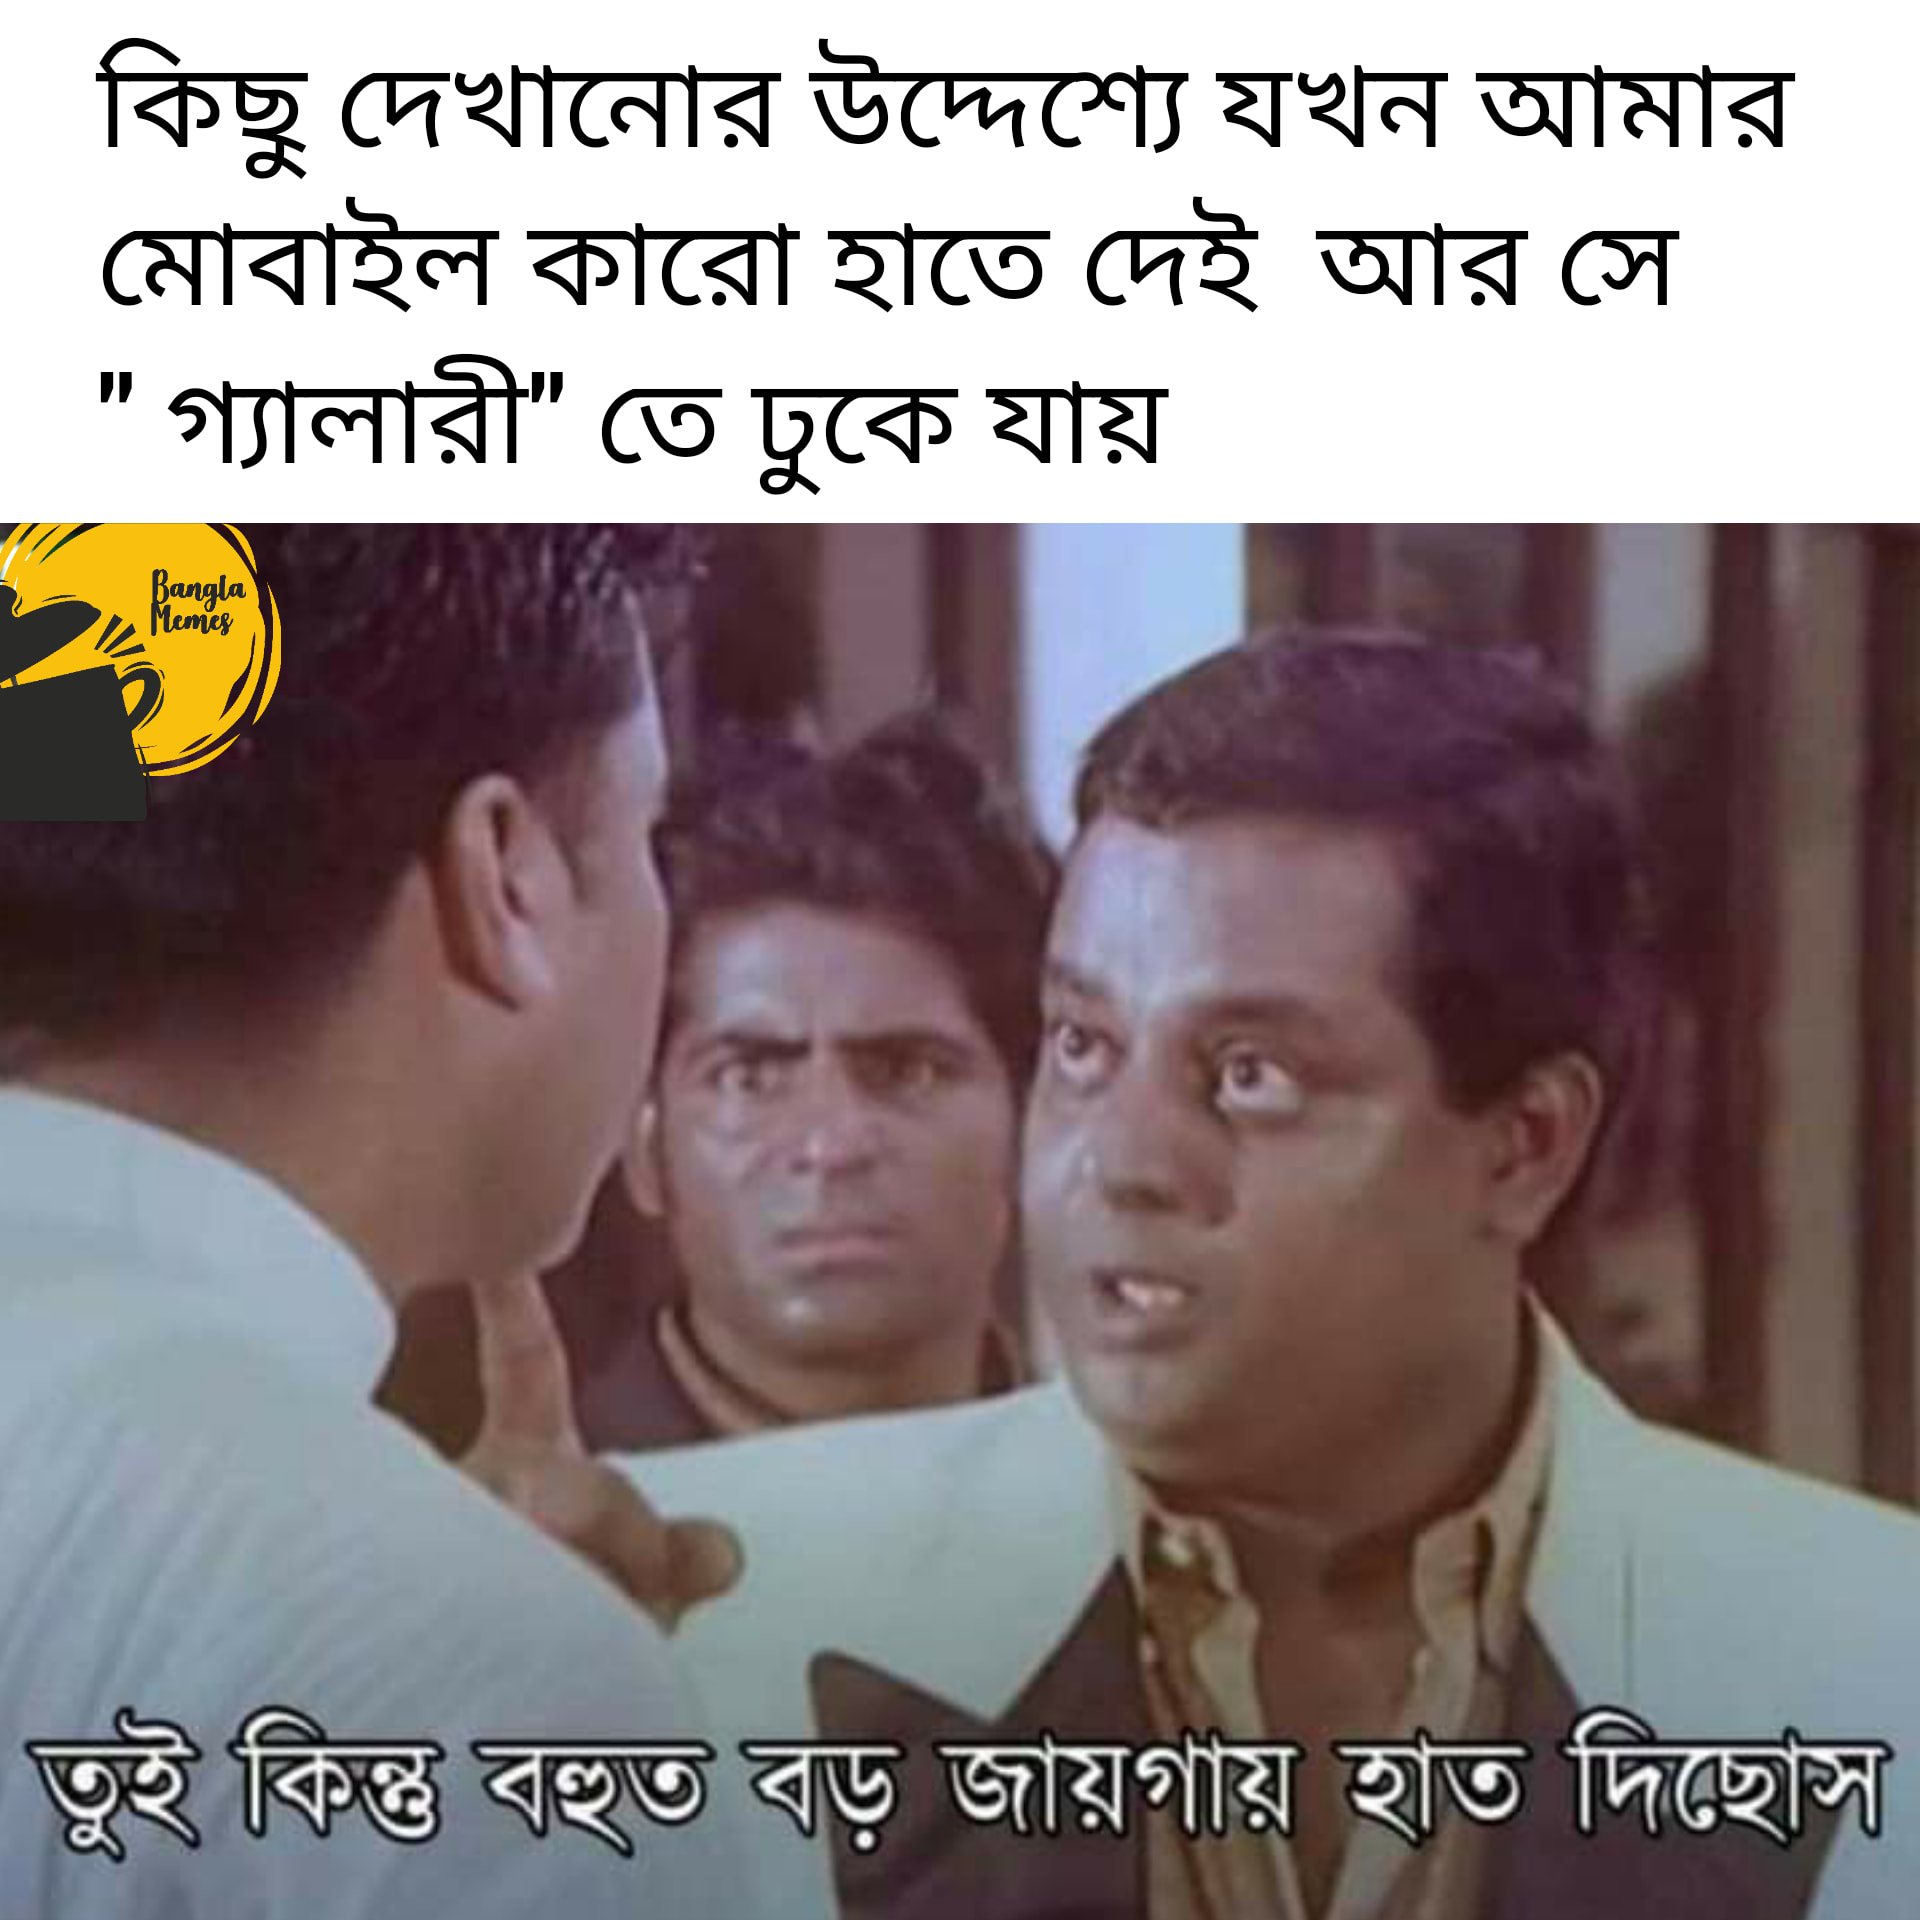 কিছু দেখানোর উদ্দেশ্যে যখন আমার
মোবাইল কারো হাতে দেই আর সে
" গ্যালারী" তে ঢুকে যায়
Bangla
Memes
তুই কিন্তু বহুত বড় জায়গায় হাত দিছোস